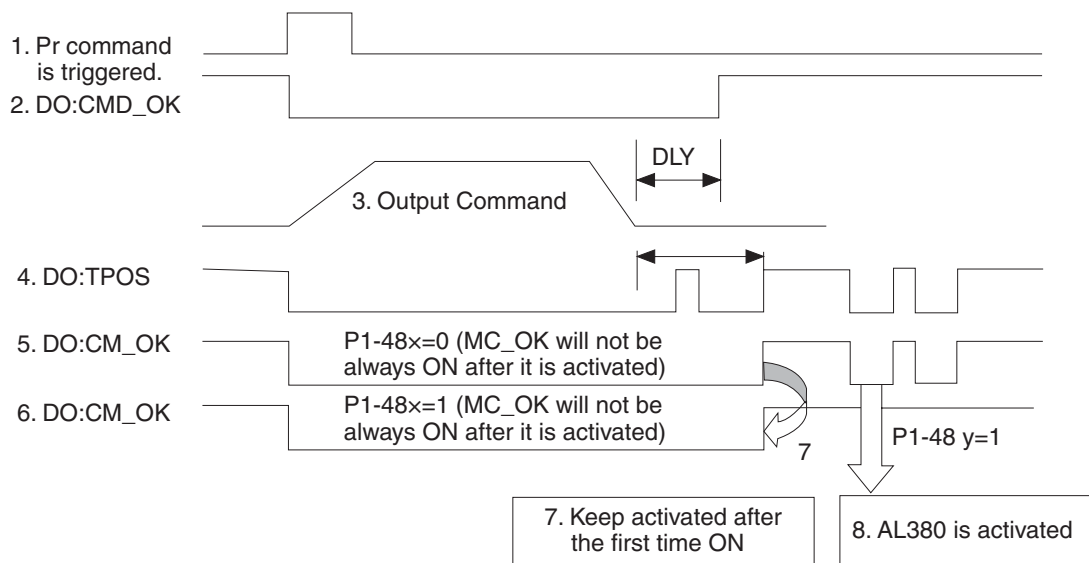 1. Pr command
is triggered.
2. DO:CMD_OK
DLY
3. Output Command
4. DO:TPOS
5. DO:CM_OK
P1-48×=0 (MC_OK will not be
always ON after it is activated)
6. DO:CM_OK
P1-48×=1 (MC_OK will not be
always ON after it is activated)
7
P1-48 y=1
7. Keep activated after
the first time ON
8. AL380 is activated